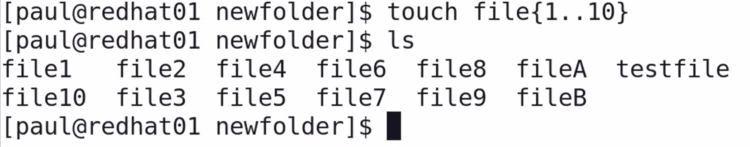 [paul@redhat01 newfolder]$ touch file{1..10}
[paul@redhat01 newfolder]$ ls
file1   file2  file4  file6  file8  fileA  testfile
file10  file3  file5  file7  file9  fileB
[paul@redhat01 newfolder]$